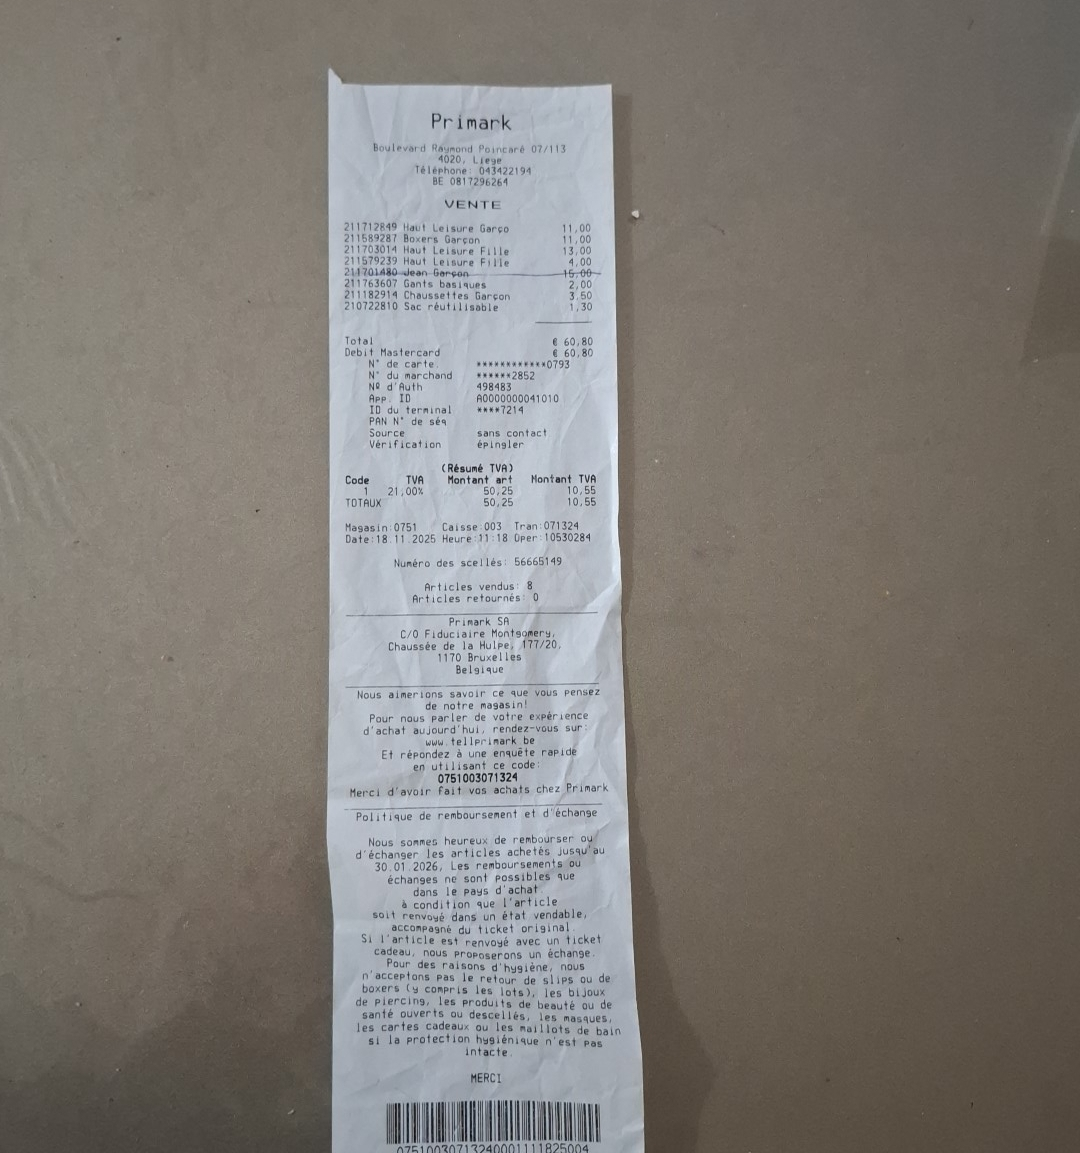 Primark
Boulevard Raymond Poincaré 07/113
4020, Liege
Téléphone: 043422194
BE 0817296264
VENTE
211712849 Haut Leisure Garço 11,00
211589287 Boxers Garçon 11,00
211703014 Haut Leisure Fille 13,00
211579239 Haut Leisure Fille 4,00
211701480 Jean Garçon 15,00
211763607 Gants basiques 2,00
211182914 Chaussettes Garçon 3,50
210722810 Sac réutilisable 1,30
Total € 60,80
Debit Mastercard € 60,80
N° de carte. ************0793
N° du marchand ******2852
Nº d'Auth 498483
App. ID A0000000041010
ID du terminal ****7214
PAN N° de séq
Source sans contact
Vérification épingler
(Résumé TVA)
Code TVA Montant art Montant TVA
1 21,00% 50,25 10,55
TOTAUX 50,25 10,55
Magasin:0751 Caisse:003 Tran:071324
Date:18.11.2025 Heure:11:18 Oper:10530284
Numéro des scellés: 56665149
Articles vendus: 8
Articles retournés: 0
Primark SA
C/O Fiduciaire Montgomery,
Chaussée de la Hulpe, 177/20,
1170 Bruxelles
Belgique
Nous aimerions savoir ce que vous pensez
de notre magasin!
Pour nous parler de votre expérience
d'achat aujourd'hui, rendez-vous sur:
www.tellprimark.be
Et répondez à une enquête rapide
en utilisant ce code:
0751003071324
Merci d'avoir fait vos achats chez Primark
Politique de remboursement et d'échange
Nous sommes heureux de rembourser ou
d'échanger les articles achetés jusqu'au
30.01.2026, Les remboursements ou
échanges ne sont possibles que
dans le pays d'achat.
à condition que l'article
soit renvoyé dans un état vendable,
accompagné du ticket original.
Si l'article est renvoyé avec un ticket
cadeau, nous proposerons un échange.
Pour des raisons d'hygiène, nous
n'acceptons pas le retour de slips ou de
boxers (y compris les lots), les bijoux
de piercing, les produits de beauté ou de
santé ouverts ou descellés, les masques,
les cartes cadeaux ou les maillots de bain
si la protection hygiénique n'est pas
intacte.
MERCI
07510030713240001111825004